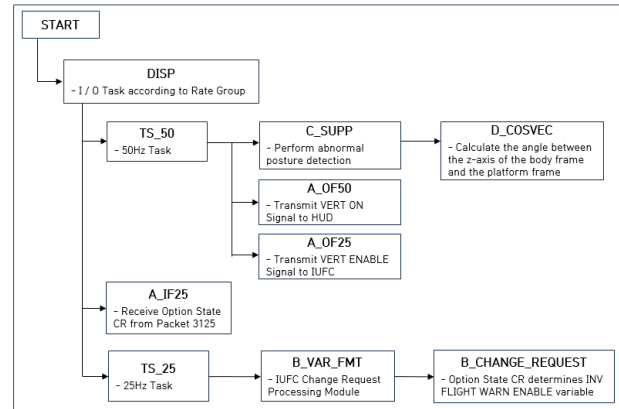 START
DISP
- I / O Task according to Rate Group
TS_50
- 50Hz Task
C_SUPP
- Perform abnormal
posture detection
D_COSVEC
- Calculate the angle between
the z-axis of the body frame
and the platform frame
A_OF50
- Transmit VERT ON
Signal to HUD
A_OF25
- Transmit VERT ENABLE
Signal to IUFC
A_IF25
- Receive Option State
CR from Packet 3125
TS_25
- 25Hz Task
B_VAR_FMT
- IUFC Change Request
Processing Module
B_CHANGE_REQUEST
- Option State CR determines INV
FLIGHT WARN ENABLE variable